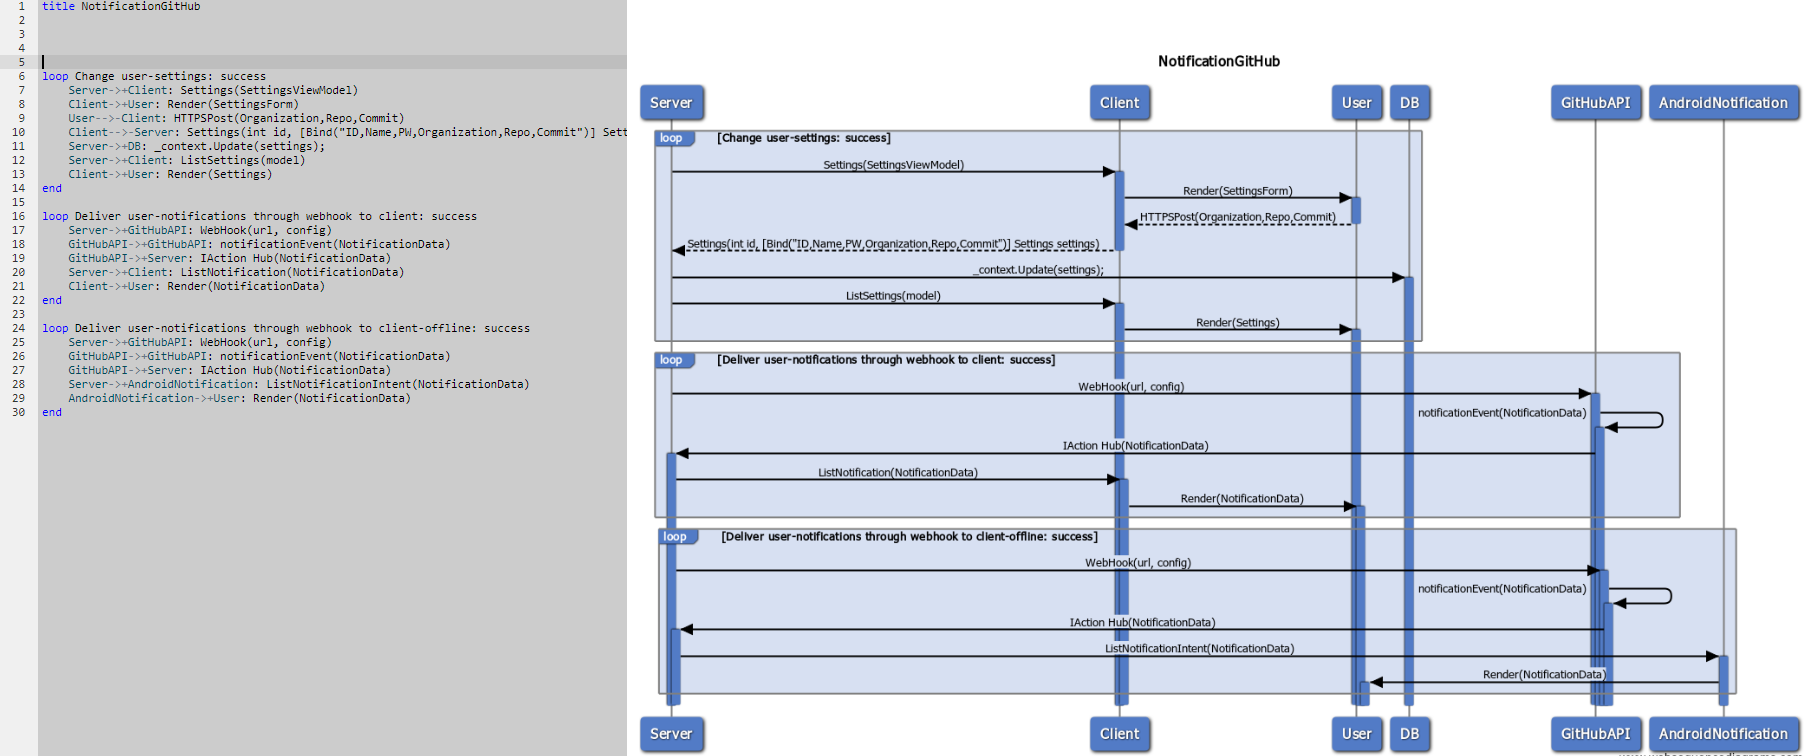 1 title NotificationGitHub
2
3
4
5
6 loop Change user-settings: success
7 Server->+Client: Settings(SettingsViewModel)
8 Client->+User: Render(SettingsForm)
9 User-->-Client: HTTPSPost(Organization,Repo,Commit)
10 Client-->-Server: Settings(int id, [Bind("ID,Name,PW,Organization,Repo,Commit")] Sett
11 Server->+DB: _context.Update(settings);
12 Server->+Client: ListSettings(model)
13 Client->+User: Render(Settings)
14 end
15
16 loop Deliver user-notifications through webhook to client: success
17 Server->+GitHubAPI: WebHook(url, config)
18 GitHubAPI->+GitHubAPI: notificationEvent(NotificationData)
19 GitHubAPI->+Server: IAction Hub(NotificationData)
20 Server->+Client: ListNotification(NotificationData)
21 Client->+User: Render(NotificationData)
22 end
23
24 loop Deliver user-notifications through webhook to client-offline: success
25 Server->+GitHubAPI: WebHook(url, config)
26 GitHubAPI->+GitHubAPI: notificationEvent(NotificationData)
27 GitHubAPI->+Server: IAction Hub(NotificationData)
28 Server->+AndroidNotification: ListNotificationIntent(NotificationData)
29 AndroidNotification->+User: Render(NotificationData)
30 end
NotificationGitHub
Server Client User DB GitHubAPI AndroidNotification
loop [Change user-settings: success]
Settings(SettingsViewModel)
Render(SettingsForm)
HTTPSPost(Organization,Repo,Commit)
Settings(int id, [Bind("ID,Name,PW,Organization,Repo,Commit")] Settings settings)
_context.Update(settings);
ListSettings(model)
Render(Settings)
loop [Deliver user-notifications through webhook to client: success]
WebHook(url, config)
notificationEvent(NotificationData)
IAction Hub(NotificationData)
ListNotification(NotificationData)
Render(NotificationData)
loop [Deliver user-notifications through webhook to client-offline: success]
WebHook(url, config)
notificationEvent(NotificationData)
IAction Hub(NotificationData)
ListNotificationIntent(NotificationData)
Render(NotificationData)
Server Client User DB GitHubAPI AndroidNotification